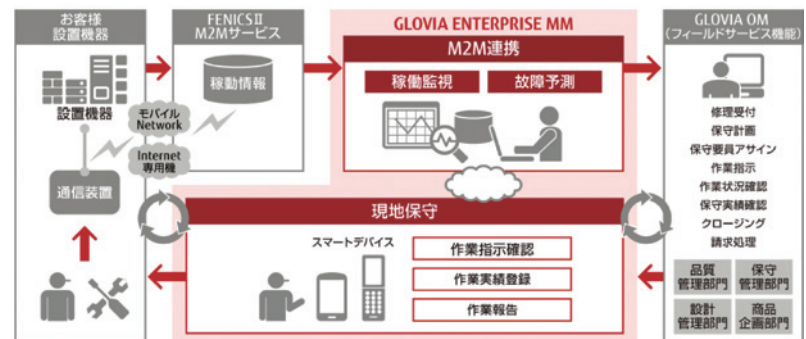 お客様
設置機器
設置機器
モバイル
Network
Internet
専用機
通信装置
FENICSⅡ
M2Mサービス
稼動情報
GLOVIA ENTERPRISE MM
M2M連携
稼働監視
故障予測
現地保守
スマートデバイス
作業指示確認
作業実績登録
作業報告
GLOVIA OM
(フィールドサービス機能)
修理受付
保守計画
保守要員アサイン
作業指示
作業状況確認
保守実績確認
クロージング
請求処理
品質
管理部門
保守
管理部門
設計
管理部門
商品
企画部門